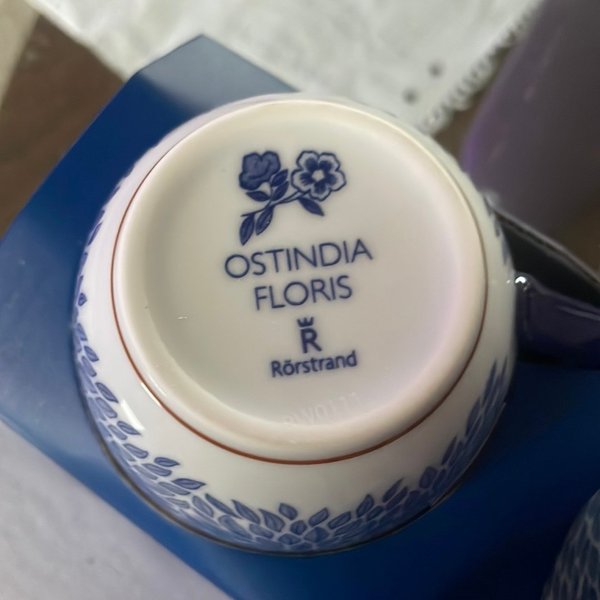 OSTINDIA
FLORIS
R
Rörstrand